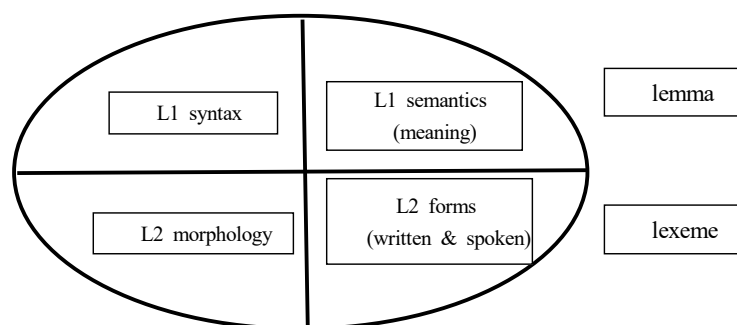 L1 syntax
L1 semantics
(meaning)
lemma
L2 morphology
L2 forms
(written & spoken)
lexeme